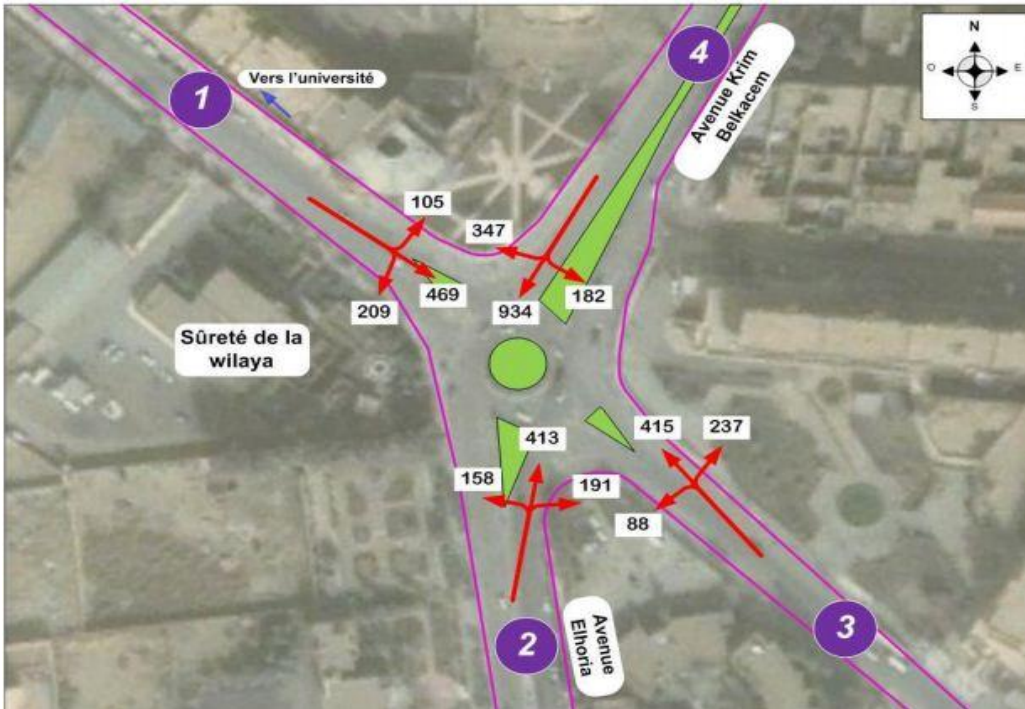 1
Vers l'université
4
Avenue Krim
Belkacem
N
O
E
S
105
347
469
209
934
182
Sûreté de la
wilaya
413
415
237
158
191
88
2
Avenue
Elhoria
3